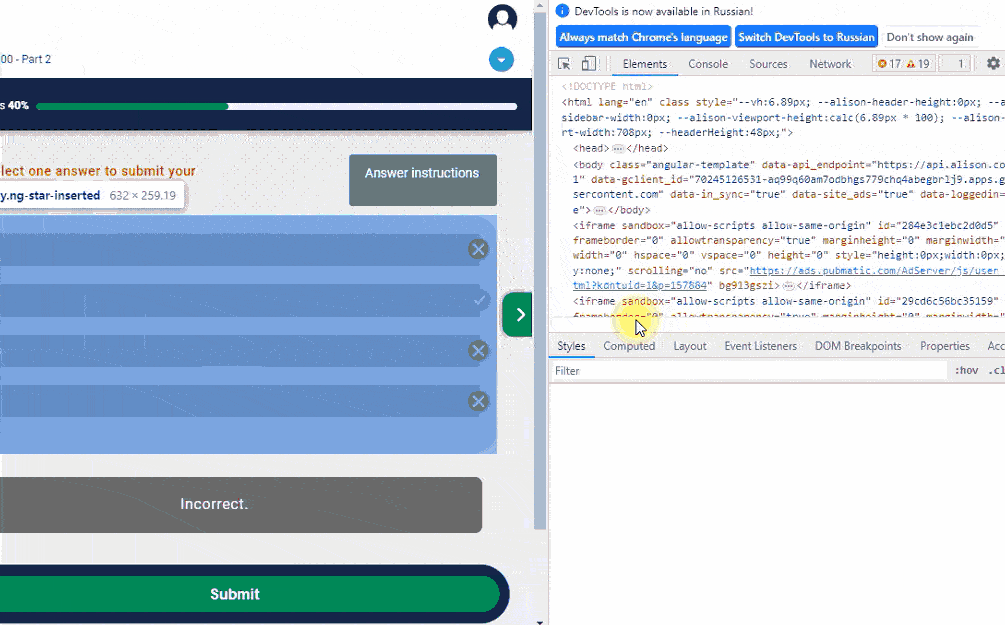 00 - Part 2
s 40%
lect one answer to submit your
Answer instructions
y.ng-star-inserted 632 × 259.19
Incorrect.
Submit
DevTools is now available in Russian!
Always match Chrome's language Switch DevTools to Russian Don't show again
Elements Console Sources Network 17 19 1
<!DOCTYPE html>
<html lang="en" class style="--vh:6.89px; --alison-header-height:0px; --a
sidebar-width:0px; --alison-viewport-height:calc(6.89px * 100); --alison-
rt-width:708px; --headerHeight:48px;">
<head>…</head>
<body class="angular-template" data-api_endpoint="https://api.alison.co
1" data-gclient_id="70245126531-aq99q60am7odbhgs779chq4abegbrlj9.apps.g
sercontent.com" data-in_sync="true" data-site_ads="true" data-loggedin=
e">…</body>
<iframe sandbox="allow-scripts allow-same-origin" id="284e3c1ebc2d0d5"
frameborder="0" allowtransparency="true" marginheight="0" marginwidth="
width="0" hspace="0" vspace="0" height="0" style="height:0px;width:0px;
y:none;" scrolling="no" src="https://ads.pubmatic.com/AdServer/js/user_
tml?kdntuid=1&p=157884" bg9l3gszi>…</iframe>
<iframe sandbox="allow-scripts allow-same-origin" id="29cd6c56bc35159"
frameborder="0" allowtransparency="true" marginheight="0" marginwidth="
Styles Computed Layout Event Listeners DOM Breakpoints Properties Acc
Filter :hov .cl